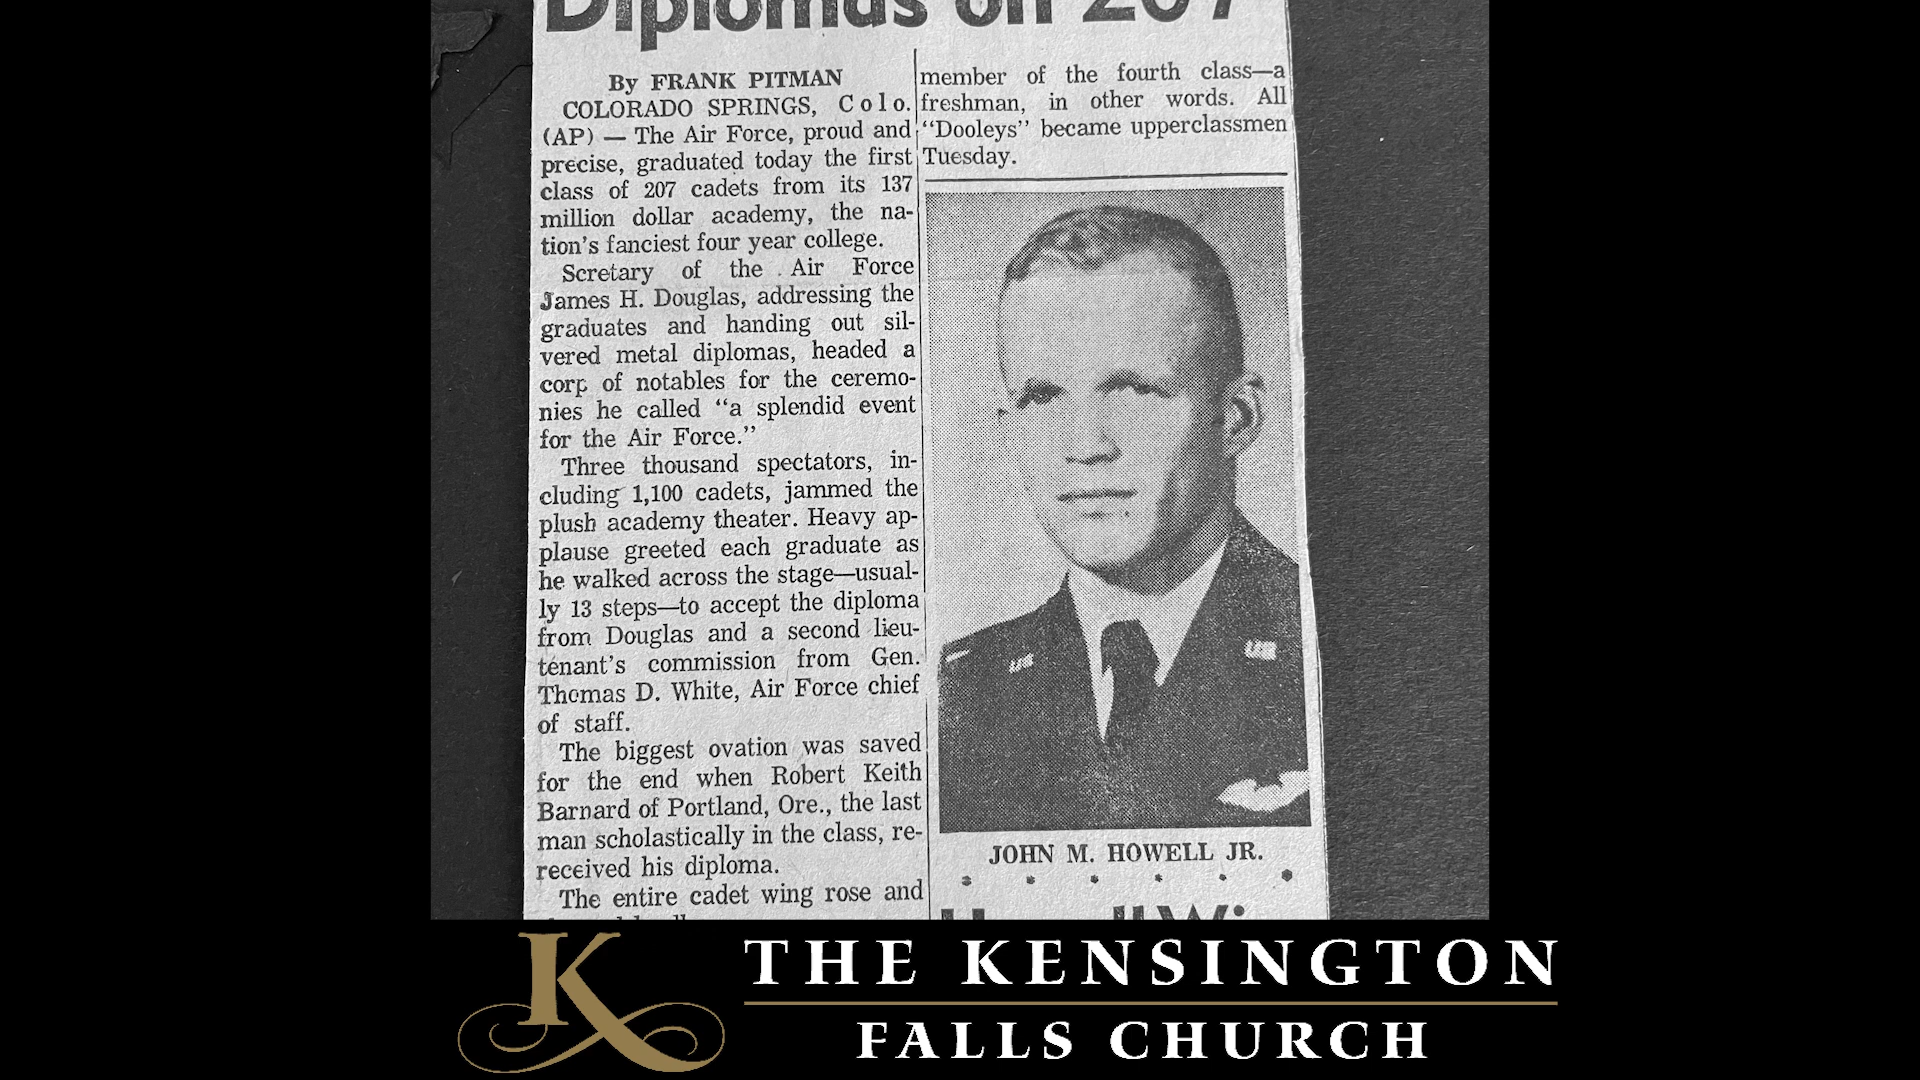 Diplomas on 207
By FRANK PITMAN
COLORADO SPRINGS, Colo.
(AP) — The Air Force, proud and
precise, graduated today the first
class of 207 cadets from its 137
million dollar academy, the na-
tion's fanciest four year college.
Scretary of the Air Force
James H. Douglas, addressing the
graduates and handing out sil-
vered metal diplomas, headed a
corp of notables for the ceremo-
nies he called “a splendid event
for the Air Force.”
Three thousand spectators, in-
cluding 1,100 cadets, jammed the
plush academy theater. Heavy ap-
plause greeted each graduate as
he walked across the stage—usual-
ly 13 steps—to accept the diploma
from Douglas and a second lieu-
tenant's commission from Gen.
Thomas D. White, Air Force chief
of staff.
The biggest ovation was saved
for the end when Robert Keith
Barnard of Portland, Ore., the last
man scholastically in the class, re-
received his diploma.
The entire cadet wing rose and
member of the fourth class—a
freshman, in other words. All
“Dooleys” became upperclassmen
Tuesday.
US
US
JOHN M. HOWELL JR.
K
THE KENSINGTON
FALLS CHURCH